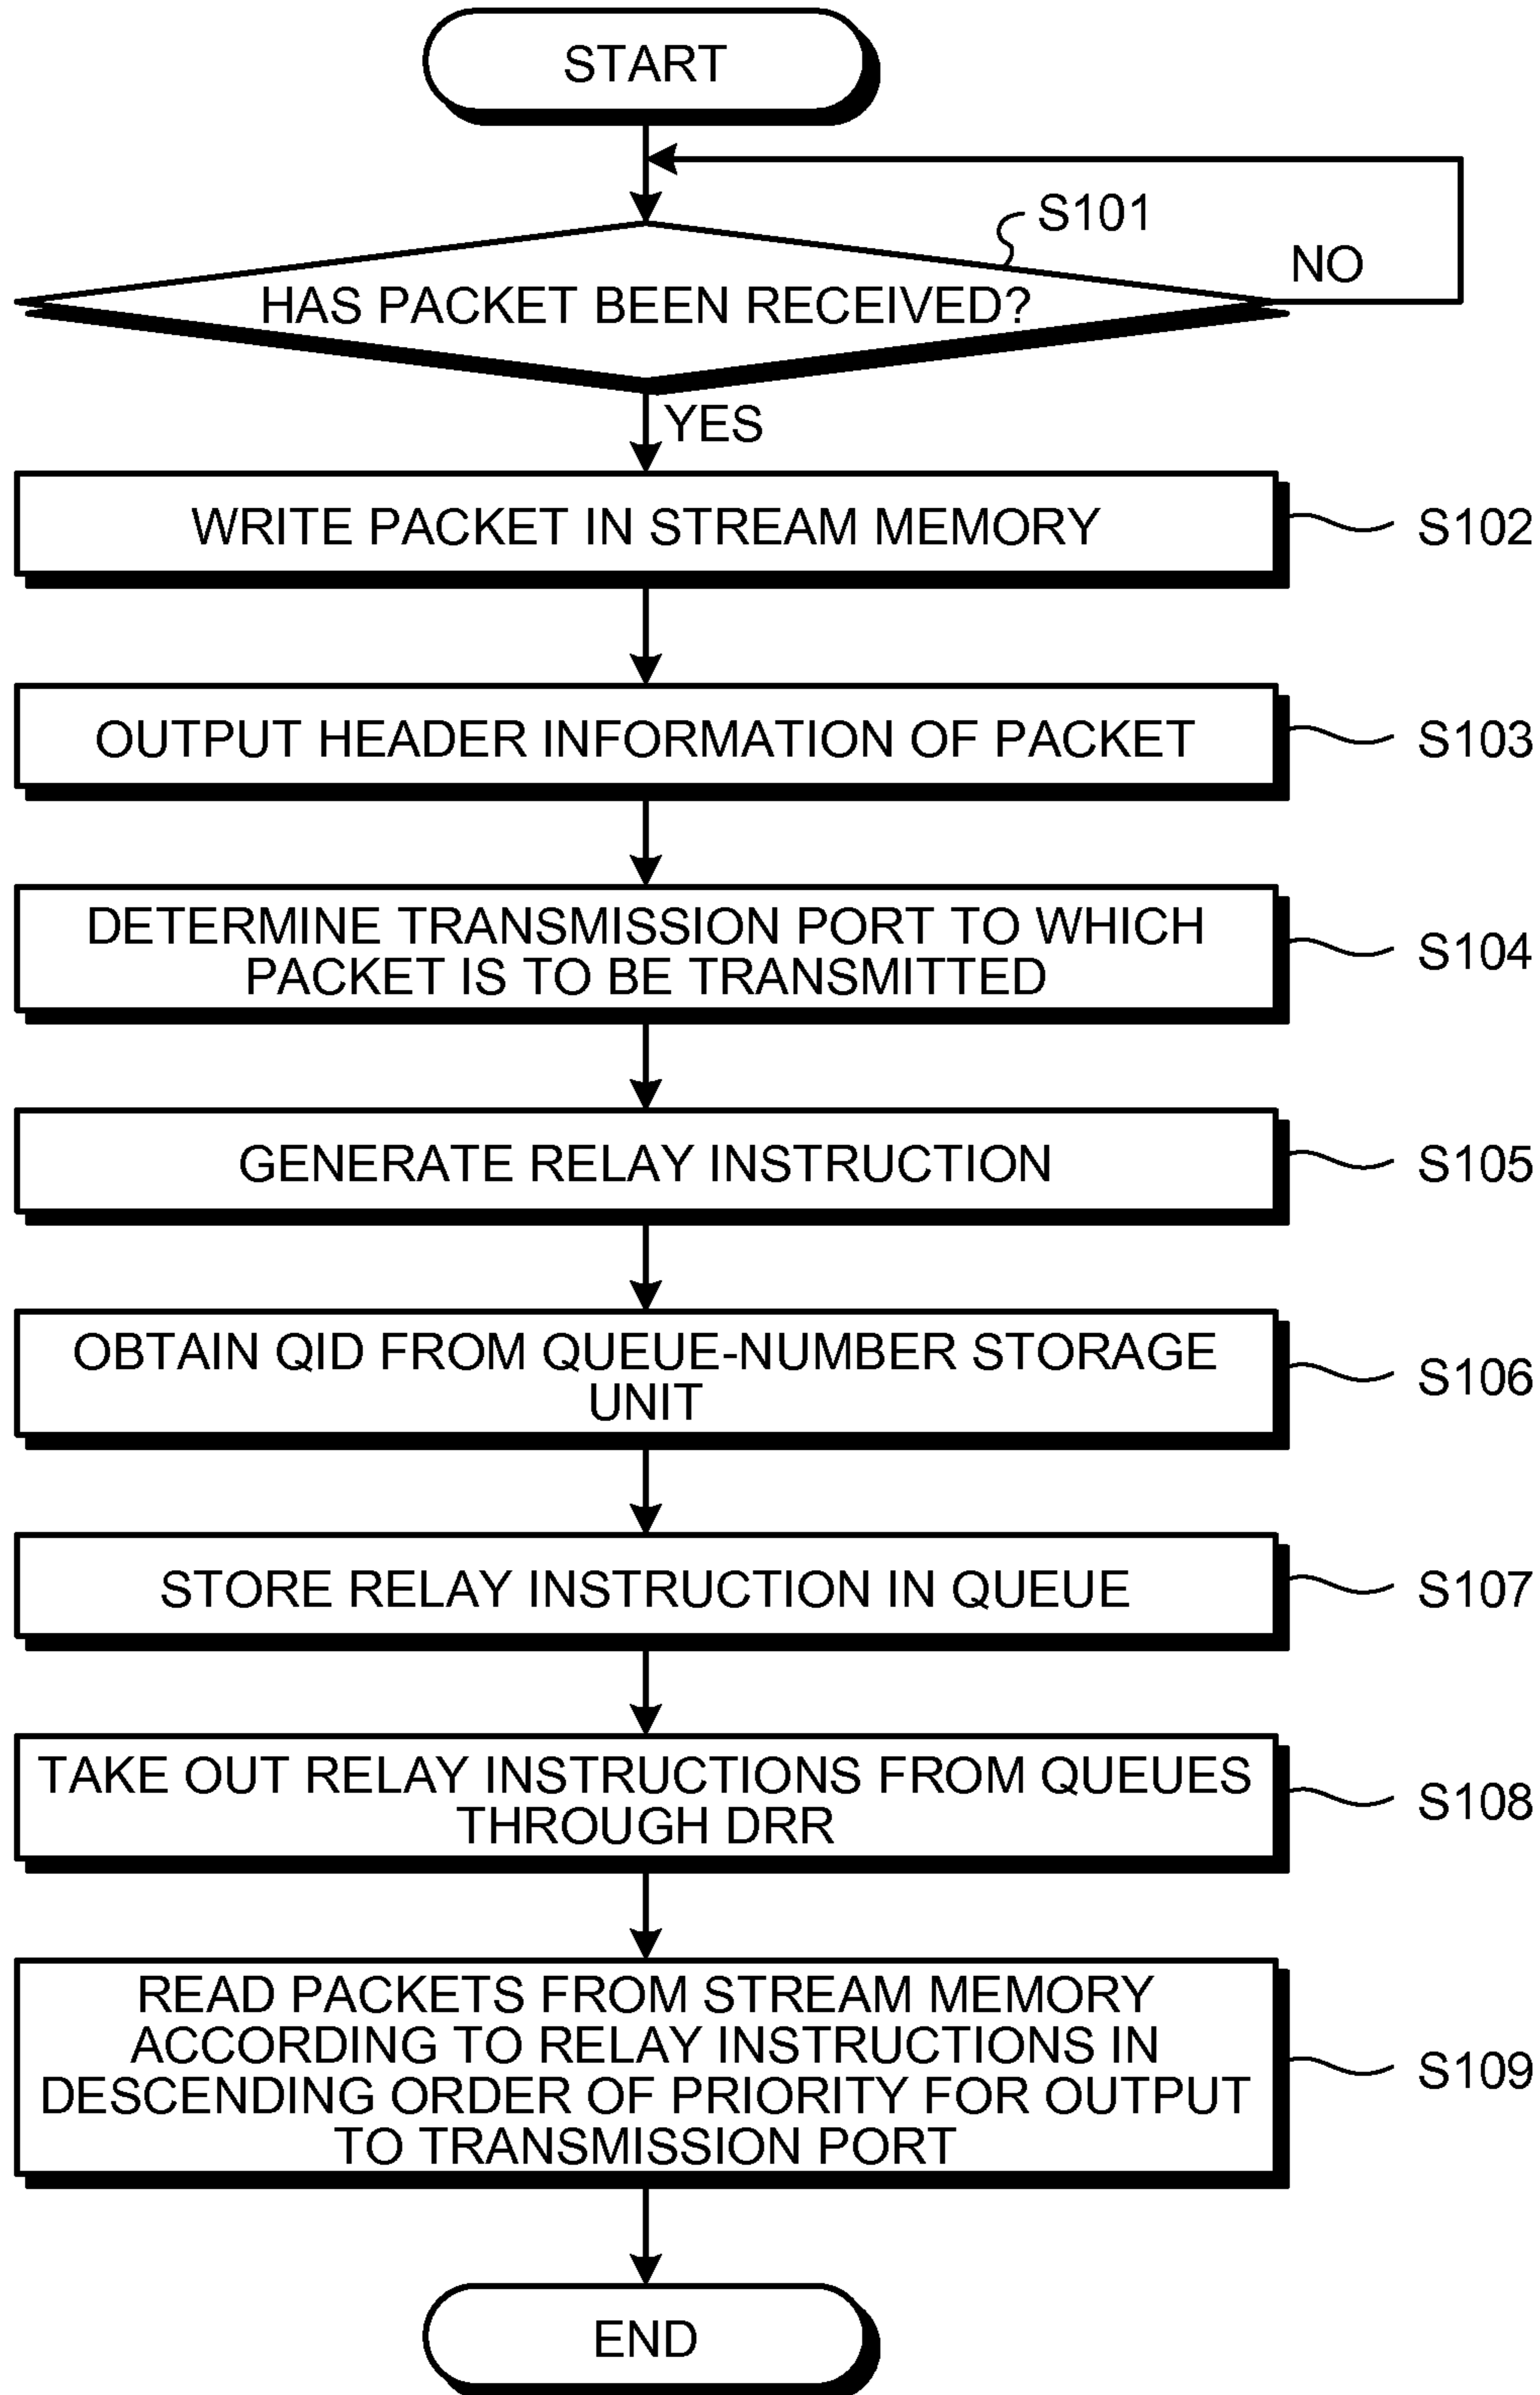 START
S101
NO
HAS PACKET BEEN RECEIVED?
YES
WRITE PACKET IN STREAM MEMORY
S102
OUTPUT HEADER INFORMATION OF PACKET
S103
DETERMINE TRANSMISSION PORT TO WHICH
PACKET IS TO BE TRANSMITTED
S104
GENERATE RELAY INSTRUCTION
S105
OBTAIN QID FROM QUEUE-NUMBER STORAGE
UNIT
S106
STORE RELAY INSTRUCTION IN QUEUE
S107
TAKE OUT RELAY INSTRUCTIONS FROM QUEUES
THROUGH DRR
S108
READ PACKETS FROM STREAM MEMORY
ACCORDING TO RELAY INSTRUCTIONS IN
DESCENDING ORDER OF PRIORITY FOR OUTPUT
TO TRANSMISSION PORT
S109
END